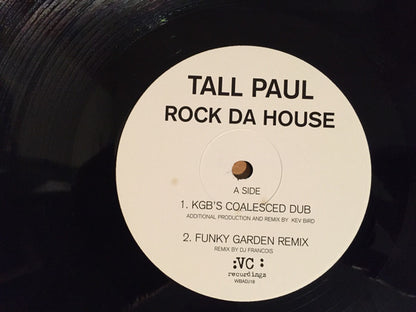 TALL PAUL
ROCK DA HOUSE
A SIDE
1. KGB'S COALESCED DUB
ADDITIONAL PRODUCTION AND REMIX BY KEV BIRD
2. FUNKY GARDEN REMIX
REMIX BY DJ FRANCOIS
:VC:
recordings
WBADJ18